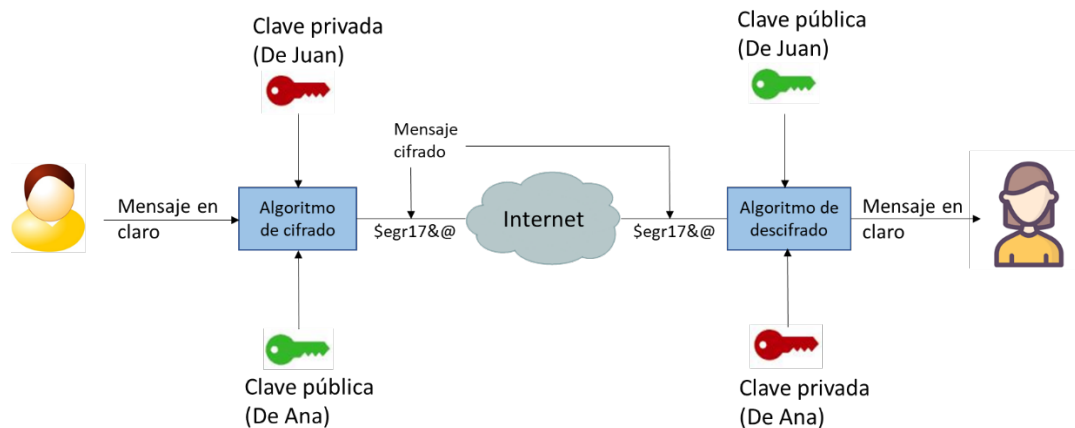 Clave privada
(De Juan)
Clave pública
(De Juan)
Mensaje
cifrado
Mensaje en
claro
Algoritmo
de cifrado
$egr17&@
Internet
$egr17&@
Algoritmo de
descifrado
Mensaje en
claro
Clave pública
(De Ana)
Clave privada
(De Ana)